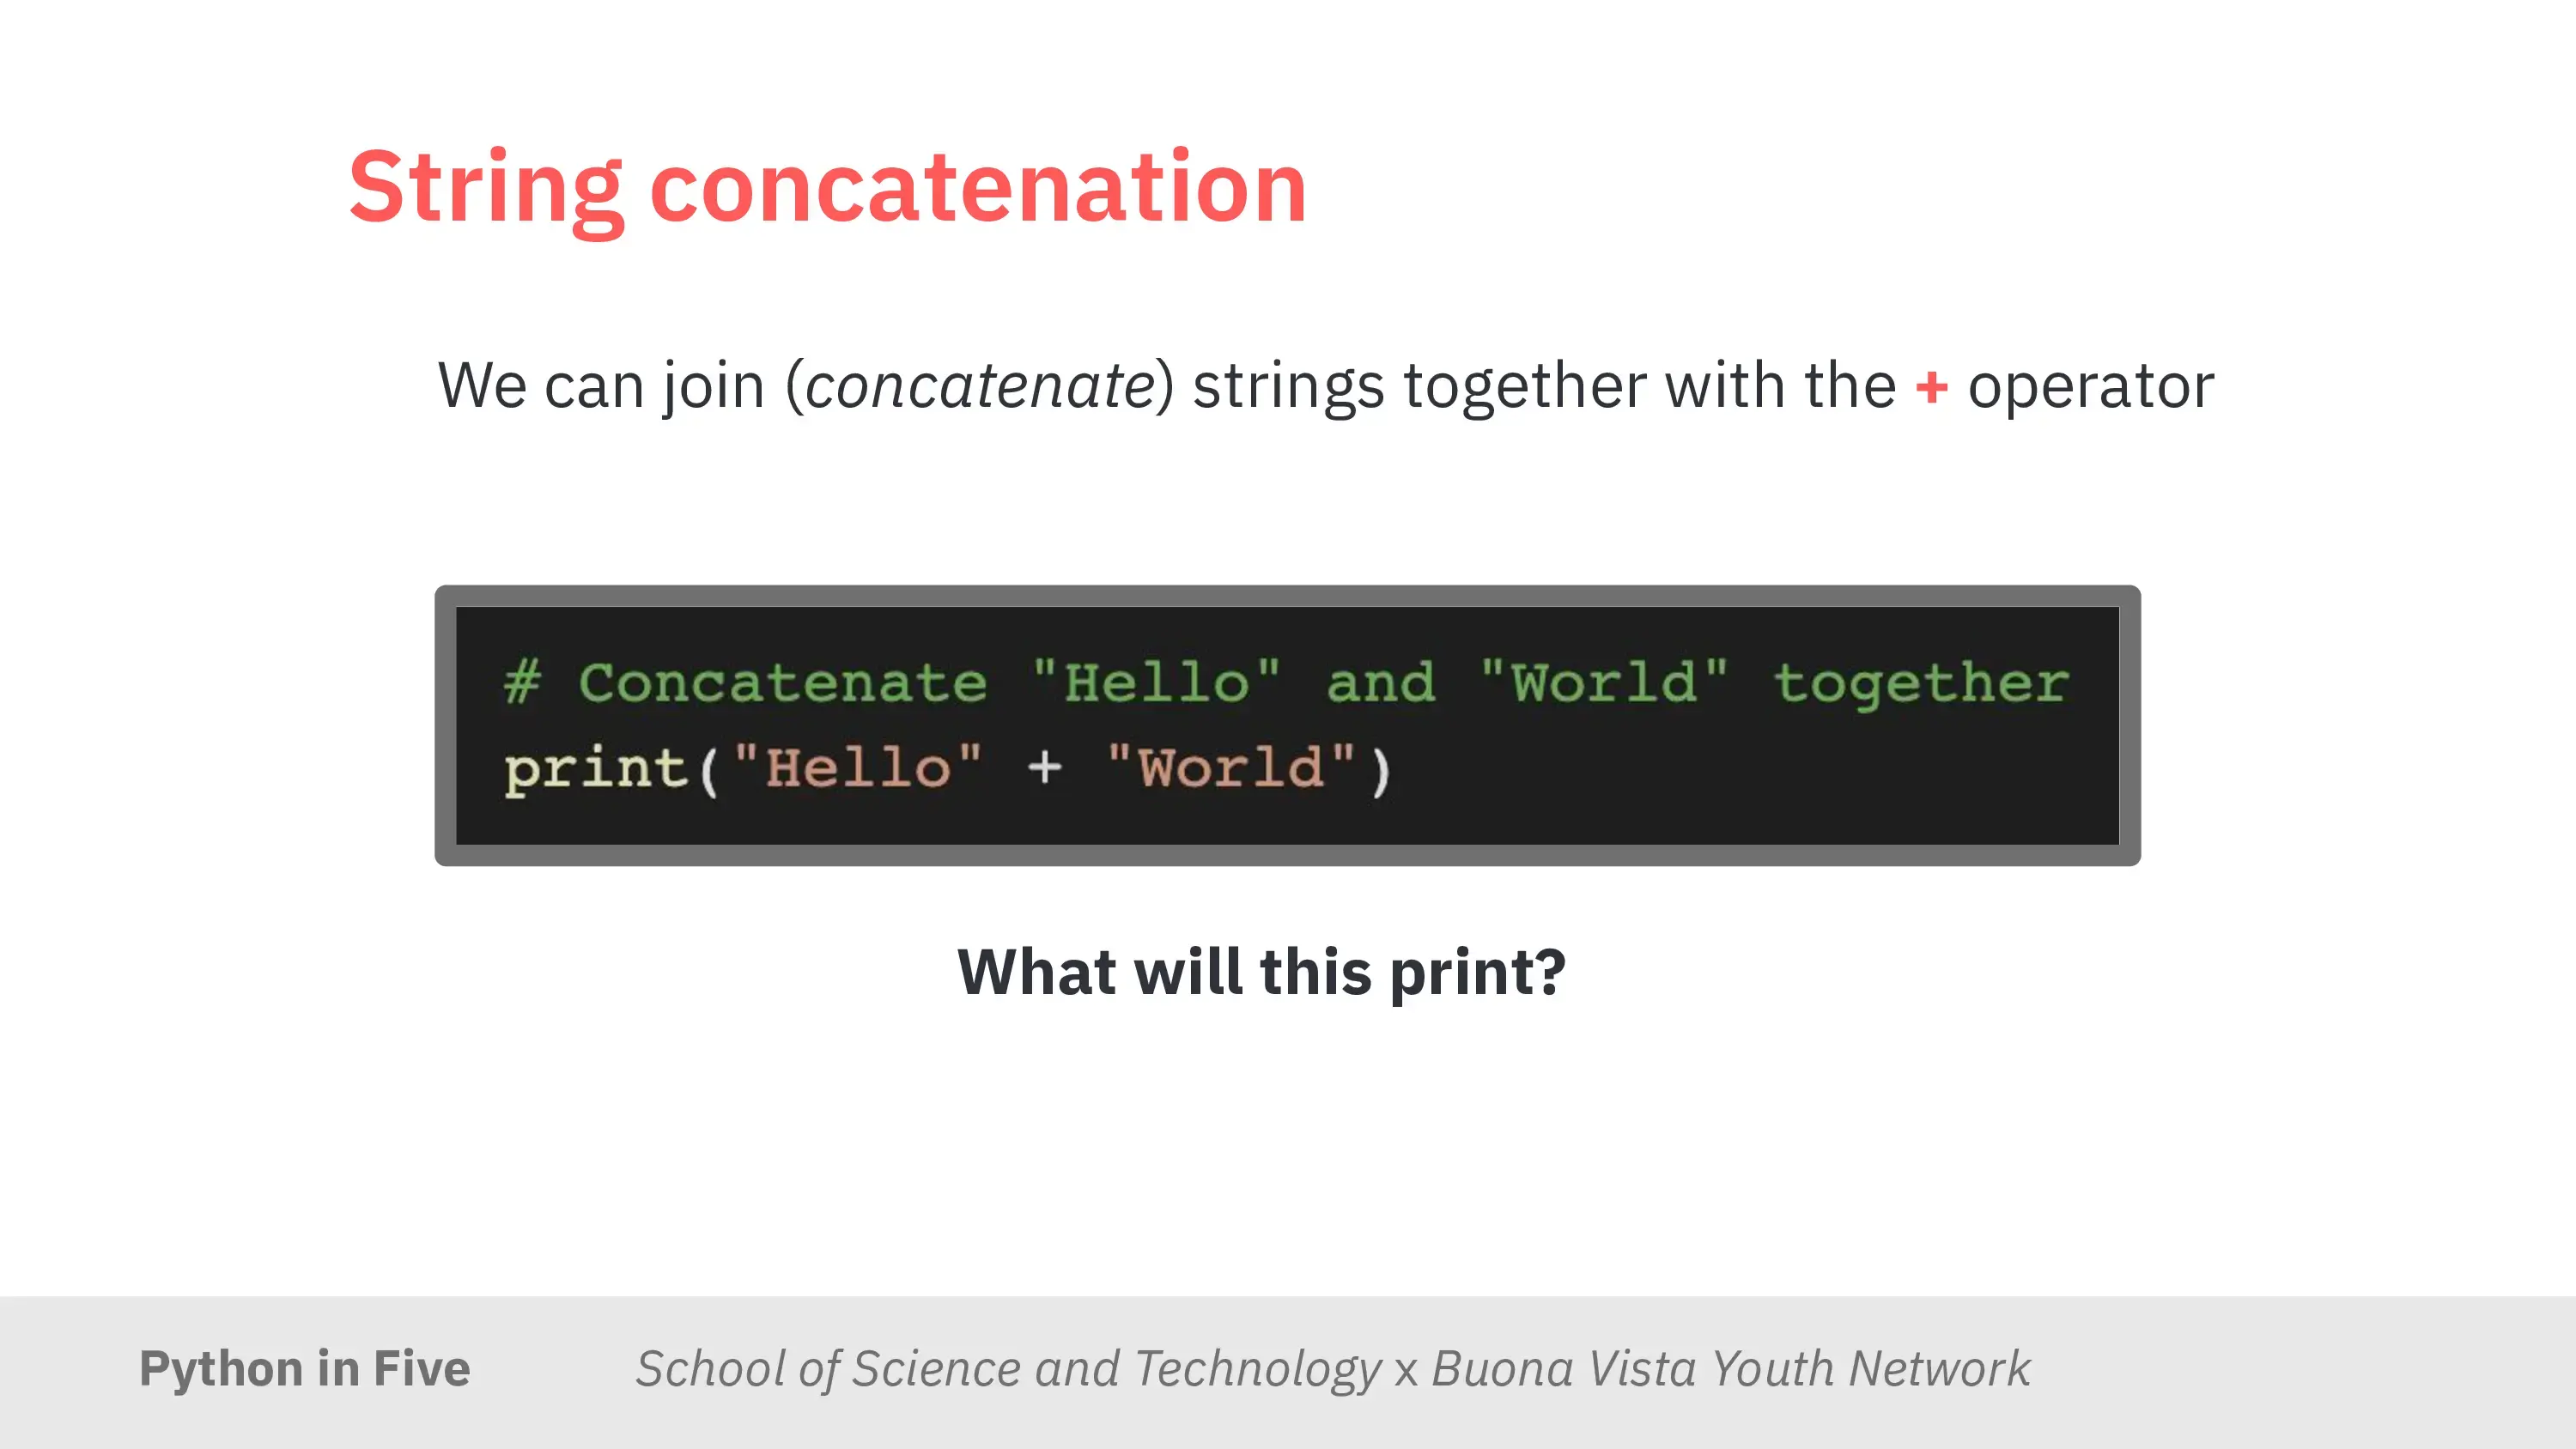 String concatenation
We can join (concatenate) strings together with the + operator
# Concatenate "Hello" and "World" together
print("Hello" + "World")
What will this print?
Python in Five
School of Science and Technology x Buona Vista Youth Network